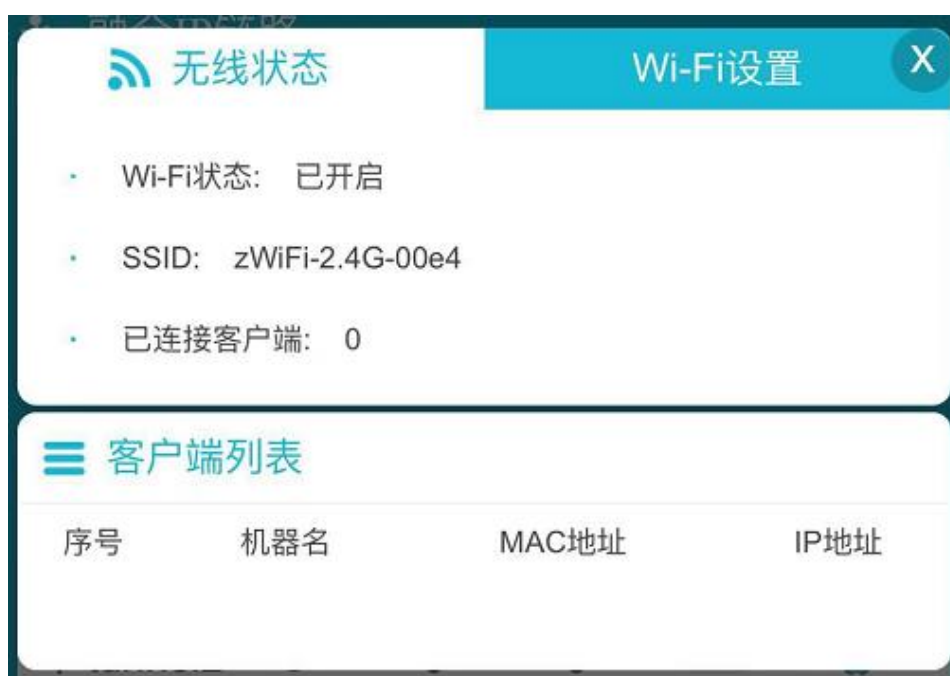 无线状态
Wi-Fi设置
X
Wi-Fi状态: 已开启
SSID: zWiFi-2.4G-00e4
已连接客户端: 0
客户端列表
序号 机器名 MAC地址 IP地址